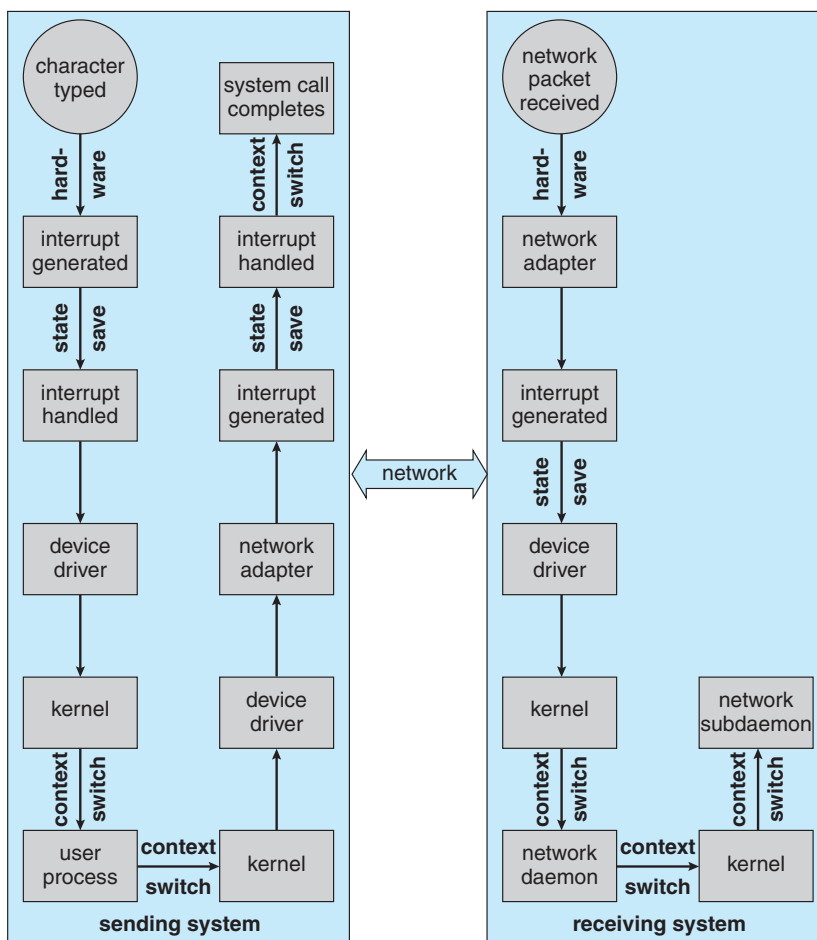 character
typed
hard-
ware
interrupt
generated
state
save
interrupt
handled
device
driver
kernel
context
switch
user
process
context
switch
kernel
device
driver
network
adapter
interrupt
generated
state
save
interrupt
handled
context
switch
system call
completes
sending system
network
network
packet
received
hard-
ware
network
adapter
interrupt
generated
state
save
device
driver
kernel
context
switch
network
daemon
context
switch
kernel
context
switch
network
subdaemon
receiving system